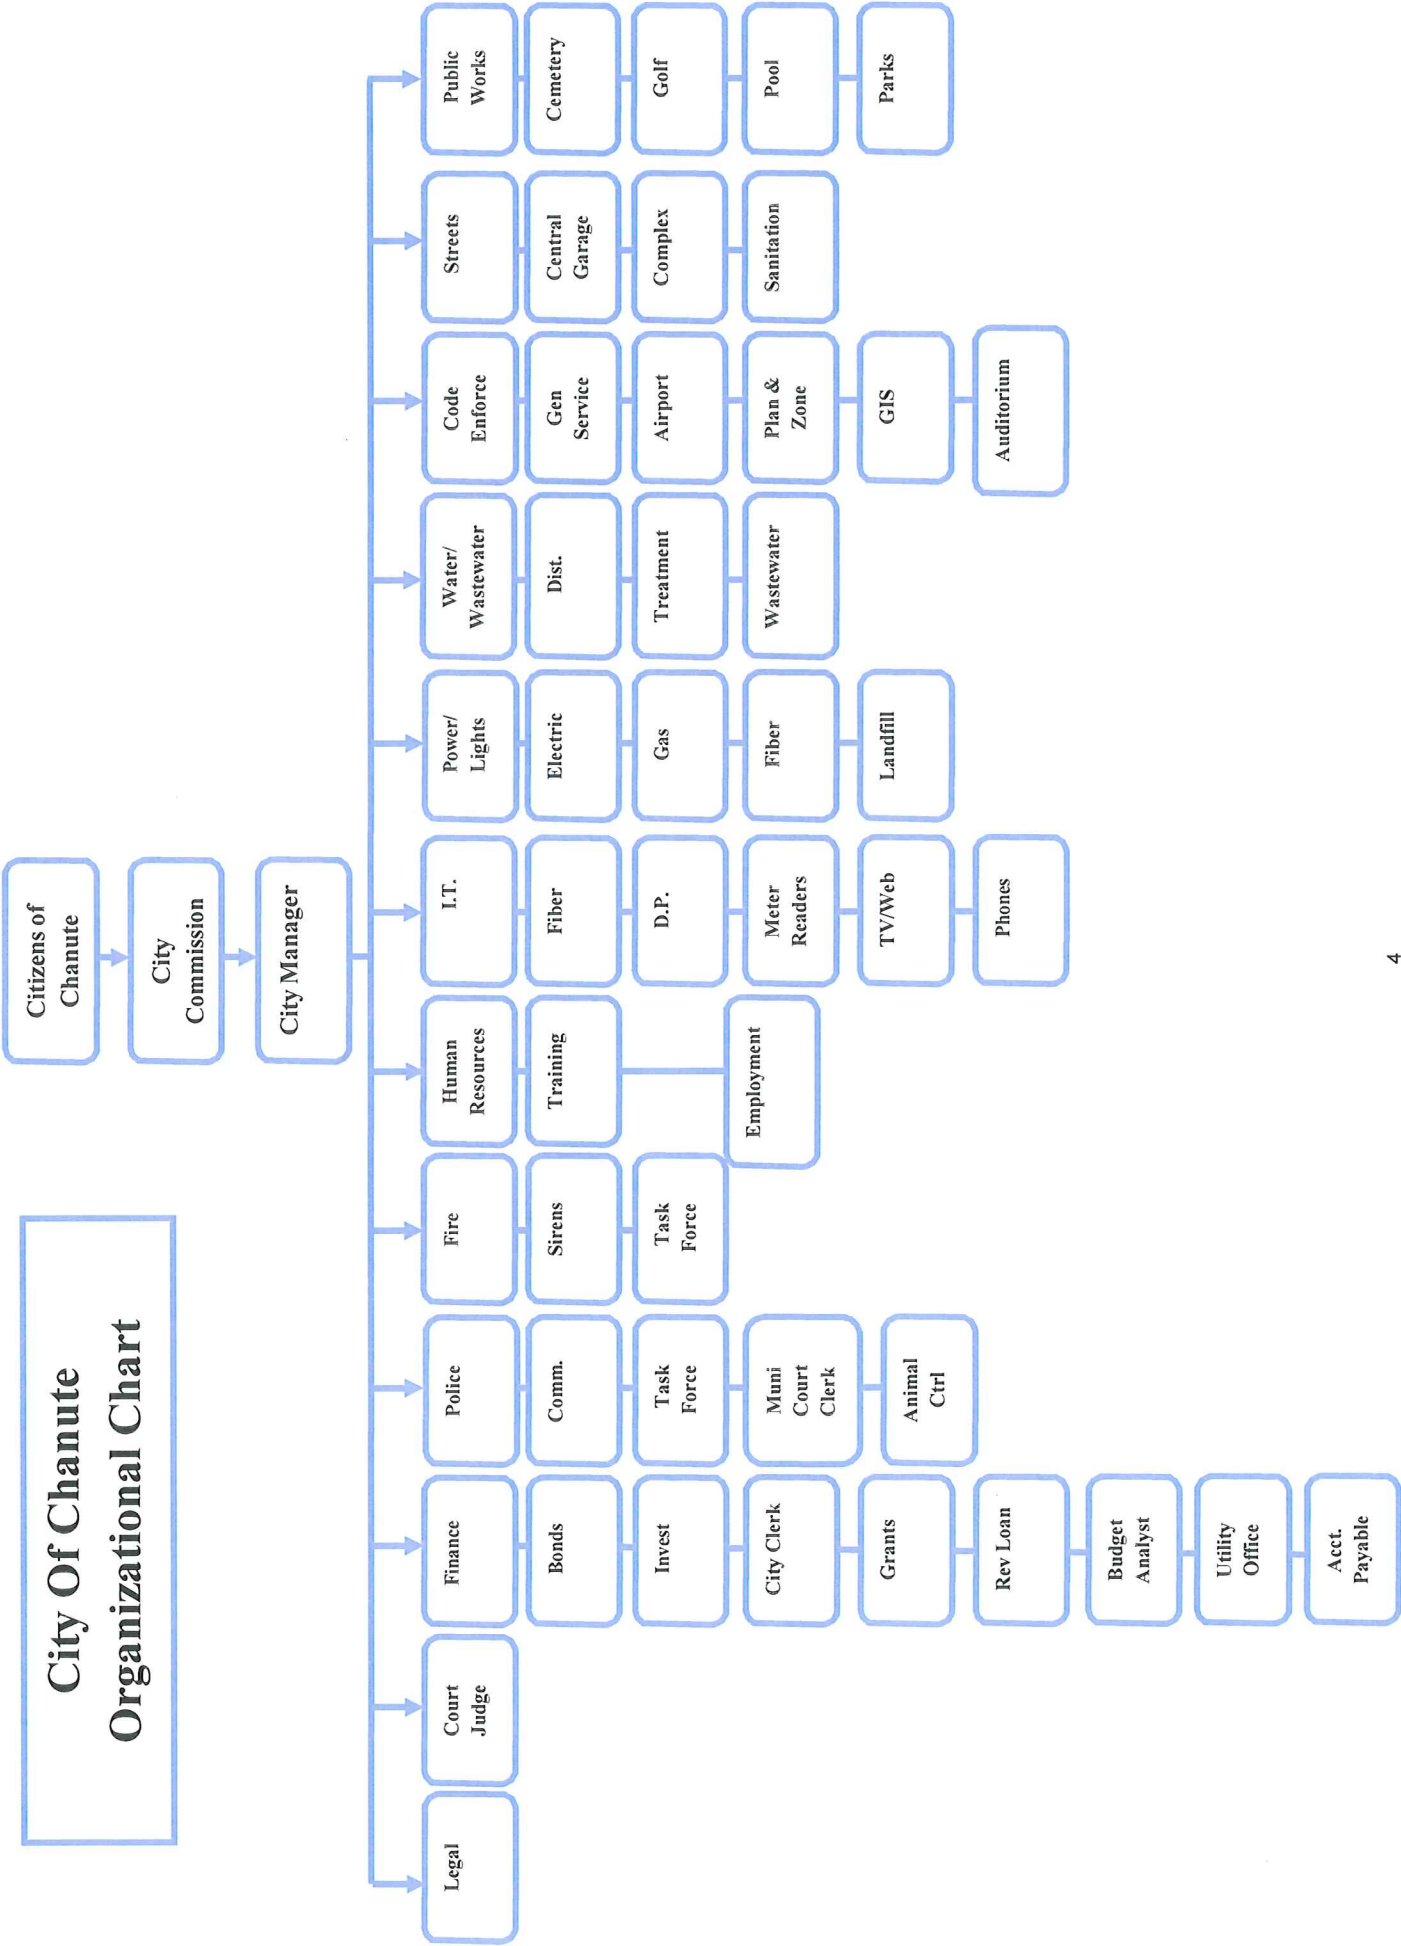 City Of Chanute
Organizational Chart
Citizens of
Chanute
City
Commission
City Manager
Legal
Court
Judge
Finance
Bonds
Invest
City Clerk
Grants
Rev Loan
Budget
Analyst
Utility
Office
Acct.
Payable
Police
Comm.
Task
Force
Muni
Court
Clerk
Animal
Ctrl
Fire
Sirens
Task
Force
Human
Resources
Training
Employment
I.T.
Fiber
D.P.
Meter
Readers
TV/Web
Phones
Power/
Lights
Electric
Gas
Fiber
Landfill
Water/
Wastewater
Dist.
Treatment
Wastewater
Code
Enforce
Gen
Service
Airport
Plan &
Zone
GIS
Auditorium
Streets
Central
Garage
Complex
Sanitation
Public
Works
Cemetery
Golf
Pool
Parks
4